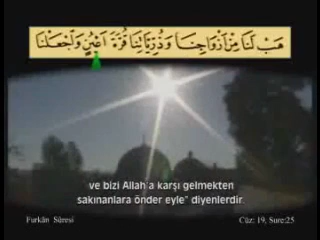 هَبْ لَنَا مِنْ اَزْوَاجِنَا وَذُرِّيَّاتِنَا قُرَّةَ اَعْيُنٍ وَاجْعَلْنَا
ve bizi Allah'a karşı gelmekten
sakınanlara önder eyle" diyenlerdir.
Furkân Sûresi
Cüz: 19, Sure:25